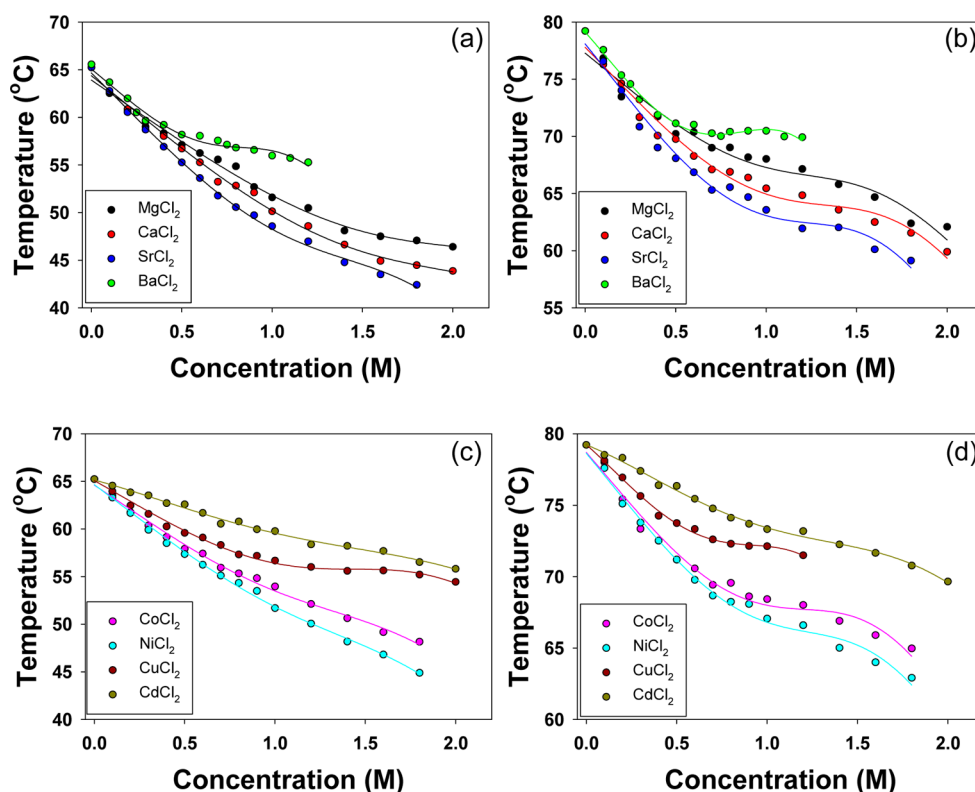 (a)
Temperature (°C)
70
65
60
55
50
45
40
MgCl2
CaCl2
SrCl2
BaCl2
0.0 0.5 1.0 1.5 2.0
Concentration (M)
(b)
Temperature (°C)
80
75
70
65
60
55
MgCl2
CaCl2
SrCl2
BaCl2
0.0 0.5 1.0 1.5 2.0
Concentration (M)
(c)
Temperature (°C)
70
65
60
55
50
45
40
CoCl2
NiCl2
CuCl2
CdCl2
0.0 0.5 1.0 1.5 2.0
Concentration (M)
(d)
Temperature (°C)
80
75
70
65
60
CoCl2
NiCl2
CuCl2
CdCl2
0.0 0.5 1.0 1.5 2.0
Concentration (M)